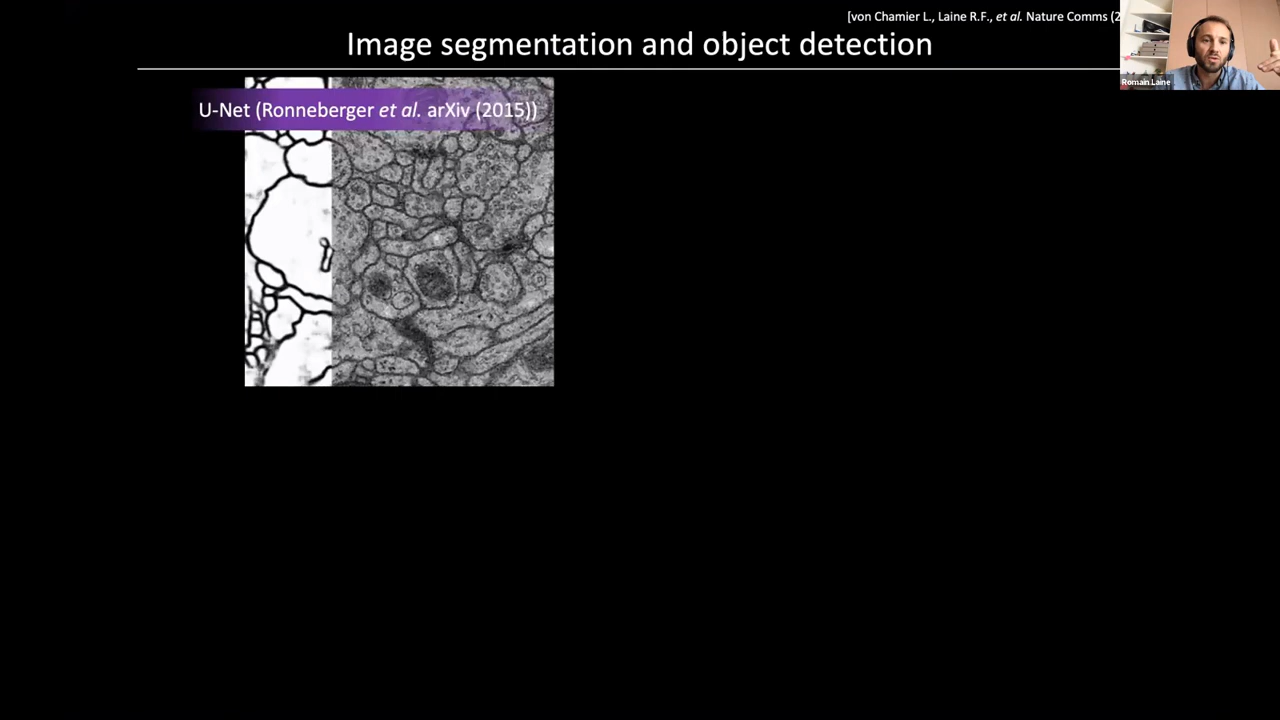 [von Chamier L., Laine R.F., et al. Nature Comms (2
Image segmentation and object detection
Romain Laine
U-Net (Ronneberger et al. arXiv (2015))